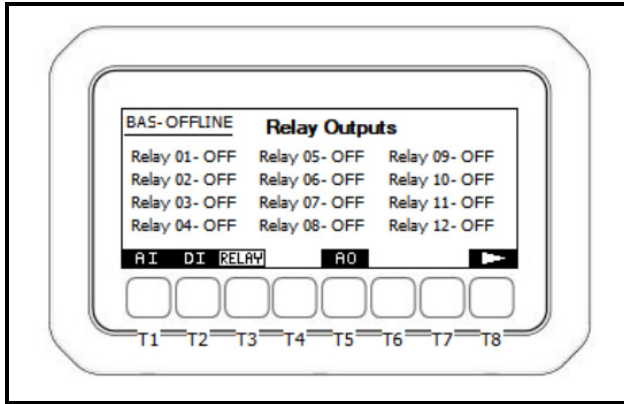 BAS-OFFLINE Relay Outputs
Relay 01- OFF Relay 05- OFF Relay 09- OFF
Relay 02- OFF Relay 06- OFF Relay 10- OFF
Relay 03- OFF Relay 07- OFF Relay 11- OFF
Relay 04- OFF Relay 08- OFF Relay 12- OFF
AI DI RELAY AO
T1 T2 T3 T4 T5 T6 T7 T8